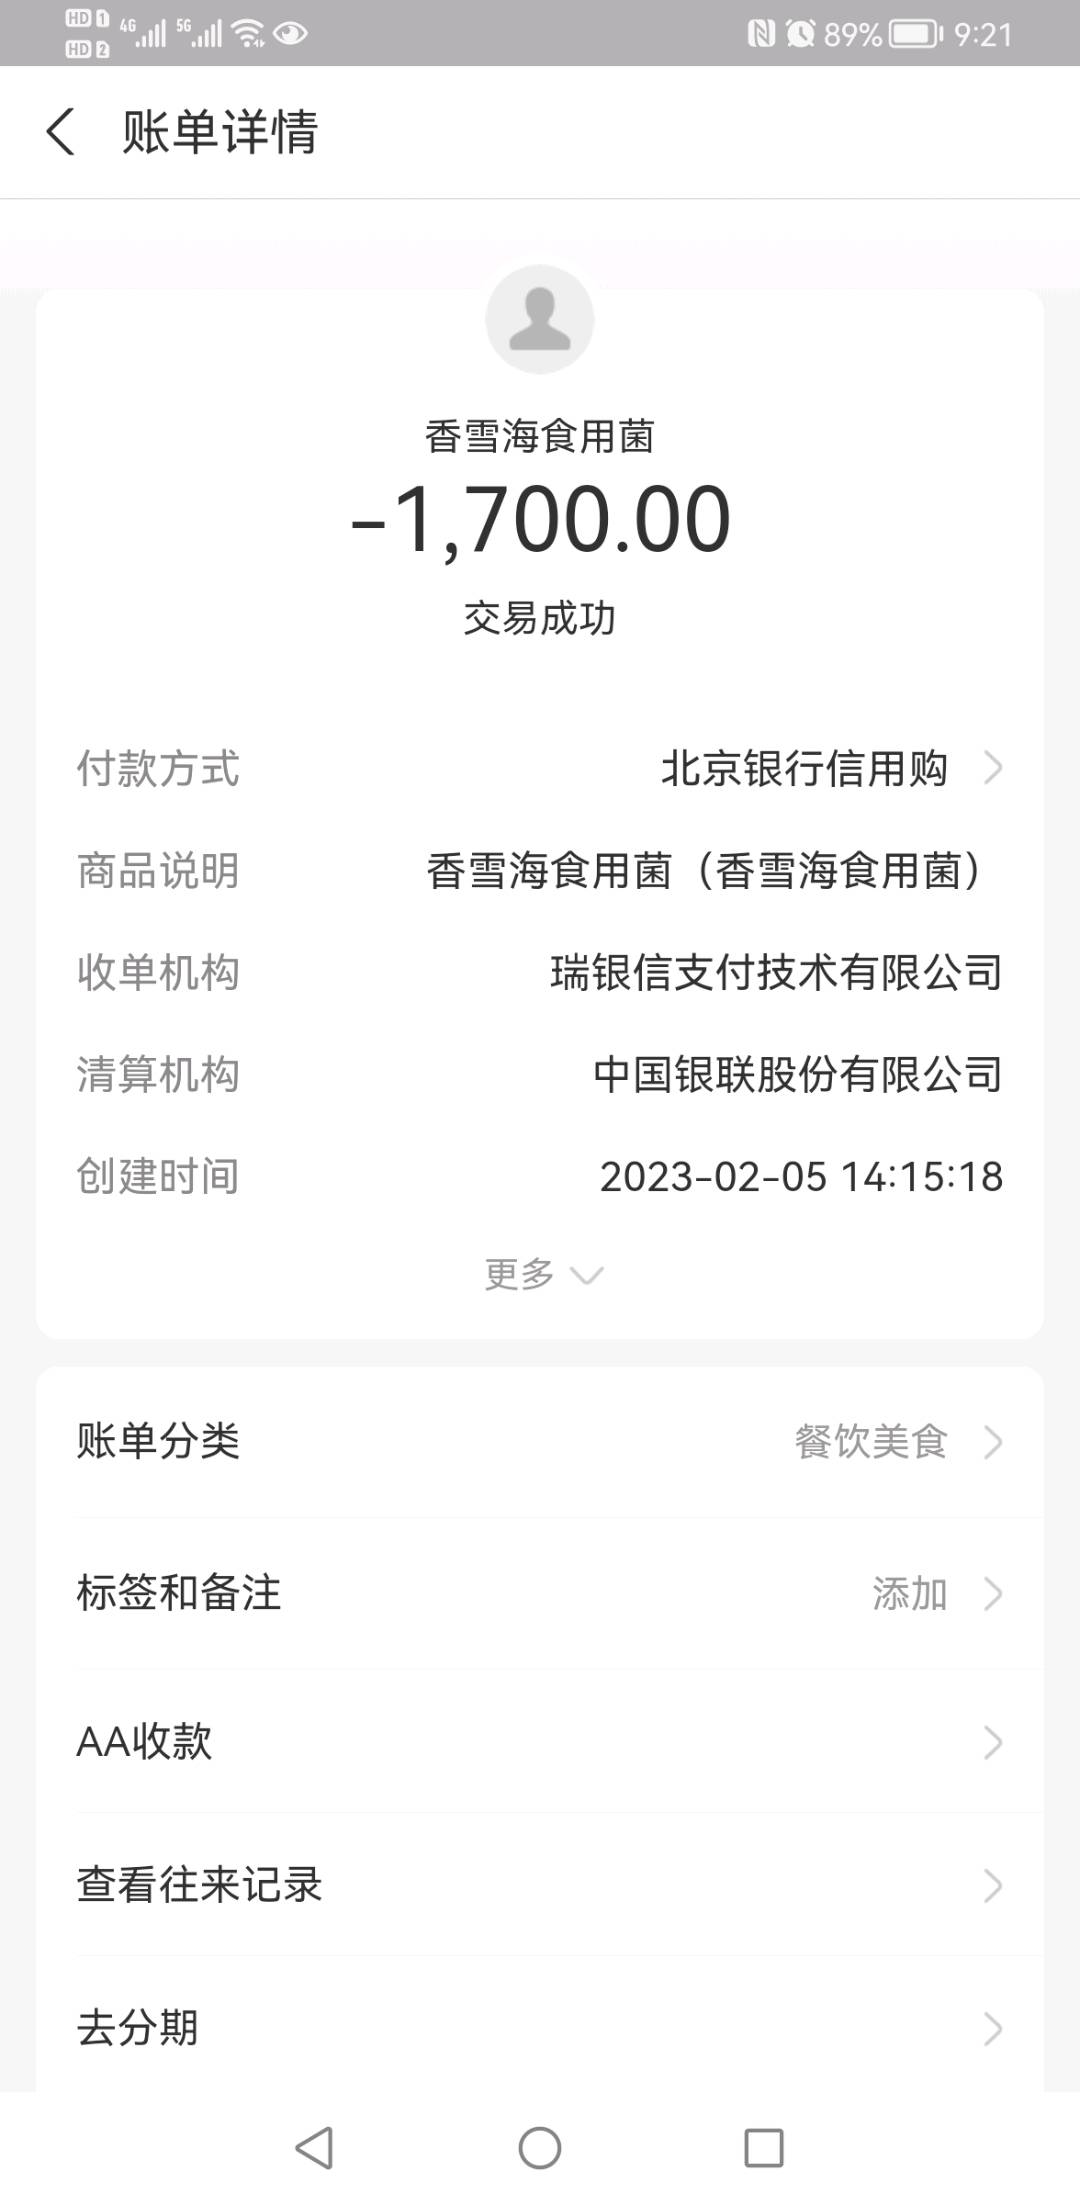 HD 1 4G 5G 89% 9:21
HD 2
账单详情
香雪海食用菌
-1,700.00
交易成功
付款方式 北京银行信用购
商品说明 香雪海食用菌（香雪海食用菌）
收单机构 瑞银信支付技术有限公司
清算机构 中国银联股份有限公司
创建时间 2023-02-05 14:15:18
更多
账单分类 餐饮美食
标签和备注 添加
AA收款
查看往来记录
去分期